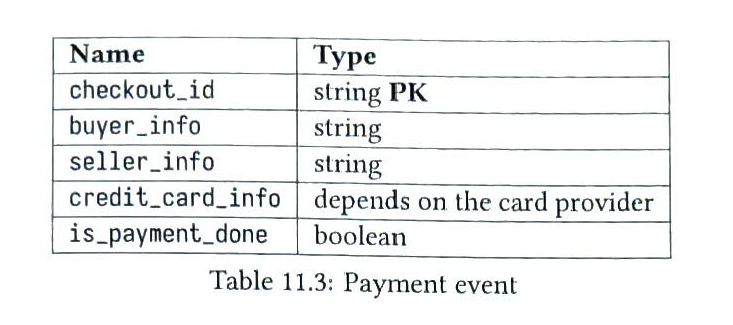 Name Type
checkout_id string PK
buyer_info string
seller_info string
credit_card_info depends on the card provider
is_payment_done boolean
Table 11.3: Payment event